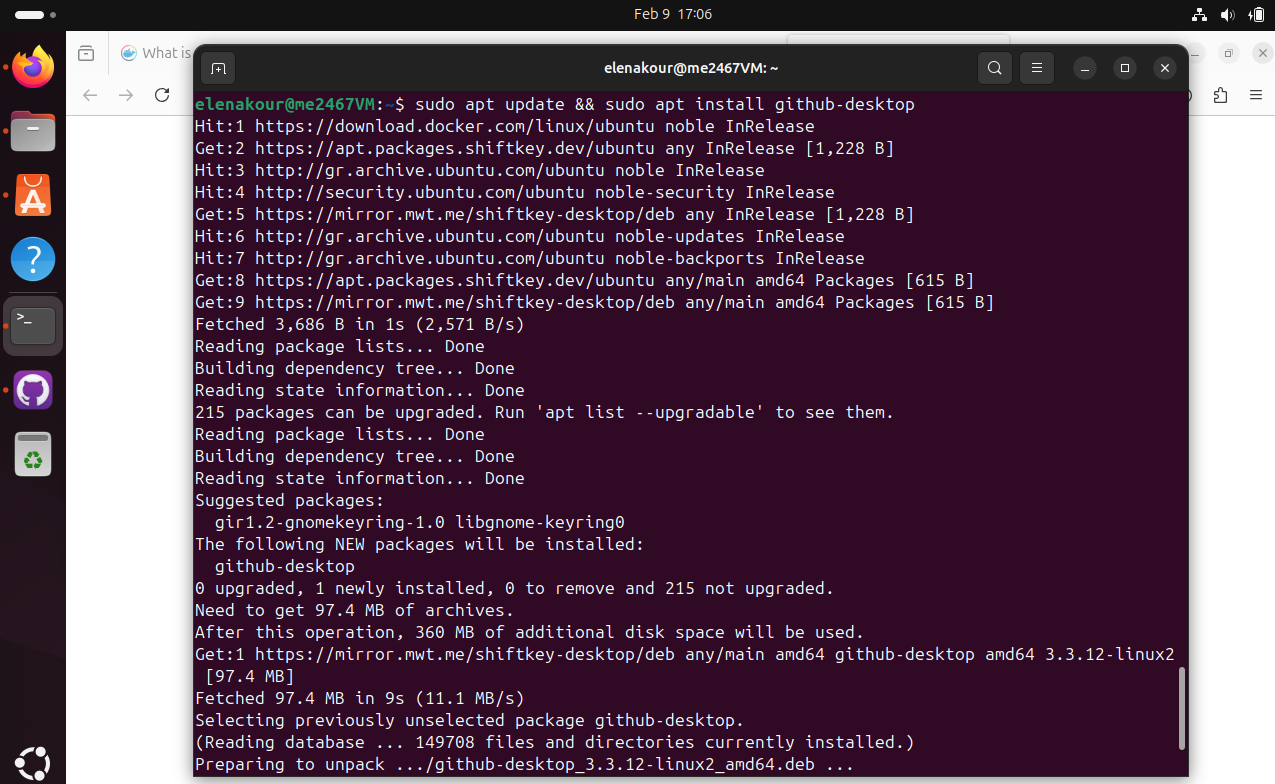 Feb 9 17:06
What is
elenakour@me2467VM: ~
elenakour@me2467VM:~$ sudo apt update && sudo apt install github-desktop
Hit:1 https://download.docker.com/linux/ubuntu noble InRelease
Get:2 https://apt.packages.shiftkey.dev/ubuntu any InRelease [1,228 B]
Hit:3 http://gr.archive.ubuntu.com/ubuntu noble InRelease
Hit:4 http://security.ubuntu.com/ubuntu noble-security InRelease
Get:5 https://mirror.mwt.me/shiftkey-desktop/deb any InRelease [1,228 B]
Hit:6 http://gr.archive.ubuntu.com/ubuntu noble-updates InRelease
Hit:7 http://gr.archive.ubuntu.com/ubuntu noble-backports InRelease
Get:8 https://apt.packages.shiftkey.dev/ubuntu any/main amd64 Packages [615 B]
Get:9 https://mirror.mwt.me/shiftkey-desktop/deb any/main amd64 Packages [615 B]
Fetched 3,686 B in 1s (2,571 B/s)
Reading package lists... Done
Building dependency tree... Done
Reading state information... Done
215 packages can be upgraded. Run 'apt list --upgradable' to see them.
Reading package lists... Done
Building dependency tree... Done
Reading state information... Done
Suggested packages:
  gir1.2-gnomekeyring-1.0 libgnome-keyring0
The following NEW packages will be installed:
  github-desktop
0 upgraded, 1 newly installed, 0 to remove and 215 not upgraded.
Need to get 97.4 MB of archives.
After this operation, 360 MB of additional disk space will be used.
Get:1 https://mirror.mwt.me/shiftkey-desktop/deb any/main amd64 github-desktop amd64 3.3.12-linux2
 [97.4 MB]
Fetched 97.4 MB in 9s (11.1 MB/s)
Selecting previously unselected package github-desktop.
(Reading database ... 149708 files and directories currently installed.)
Preparing to unpack .../github-desktop_3.3.12-linux2_amd64.deb ...